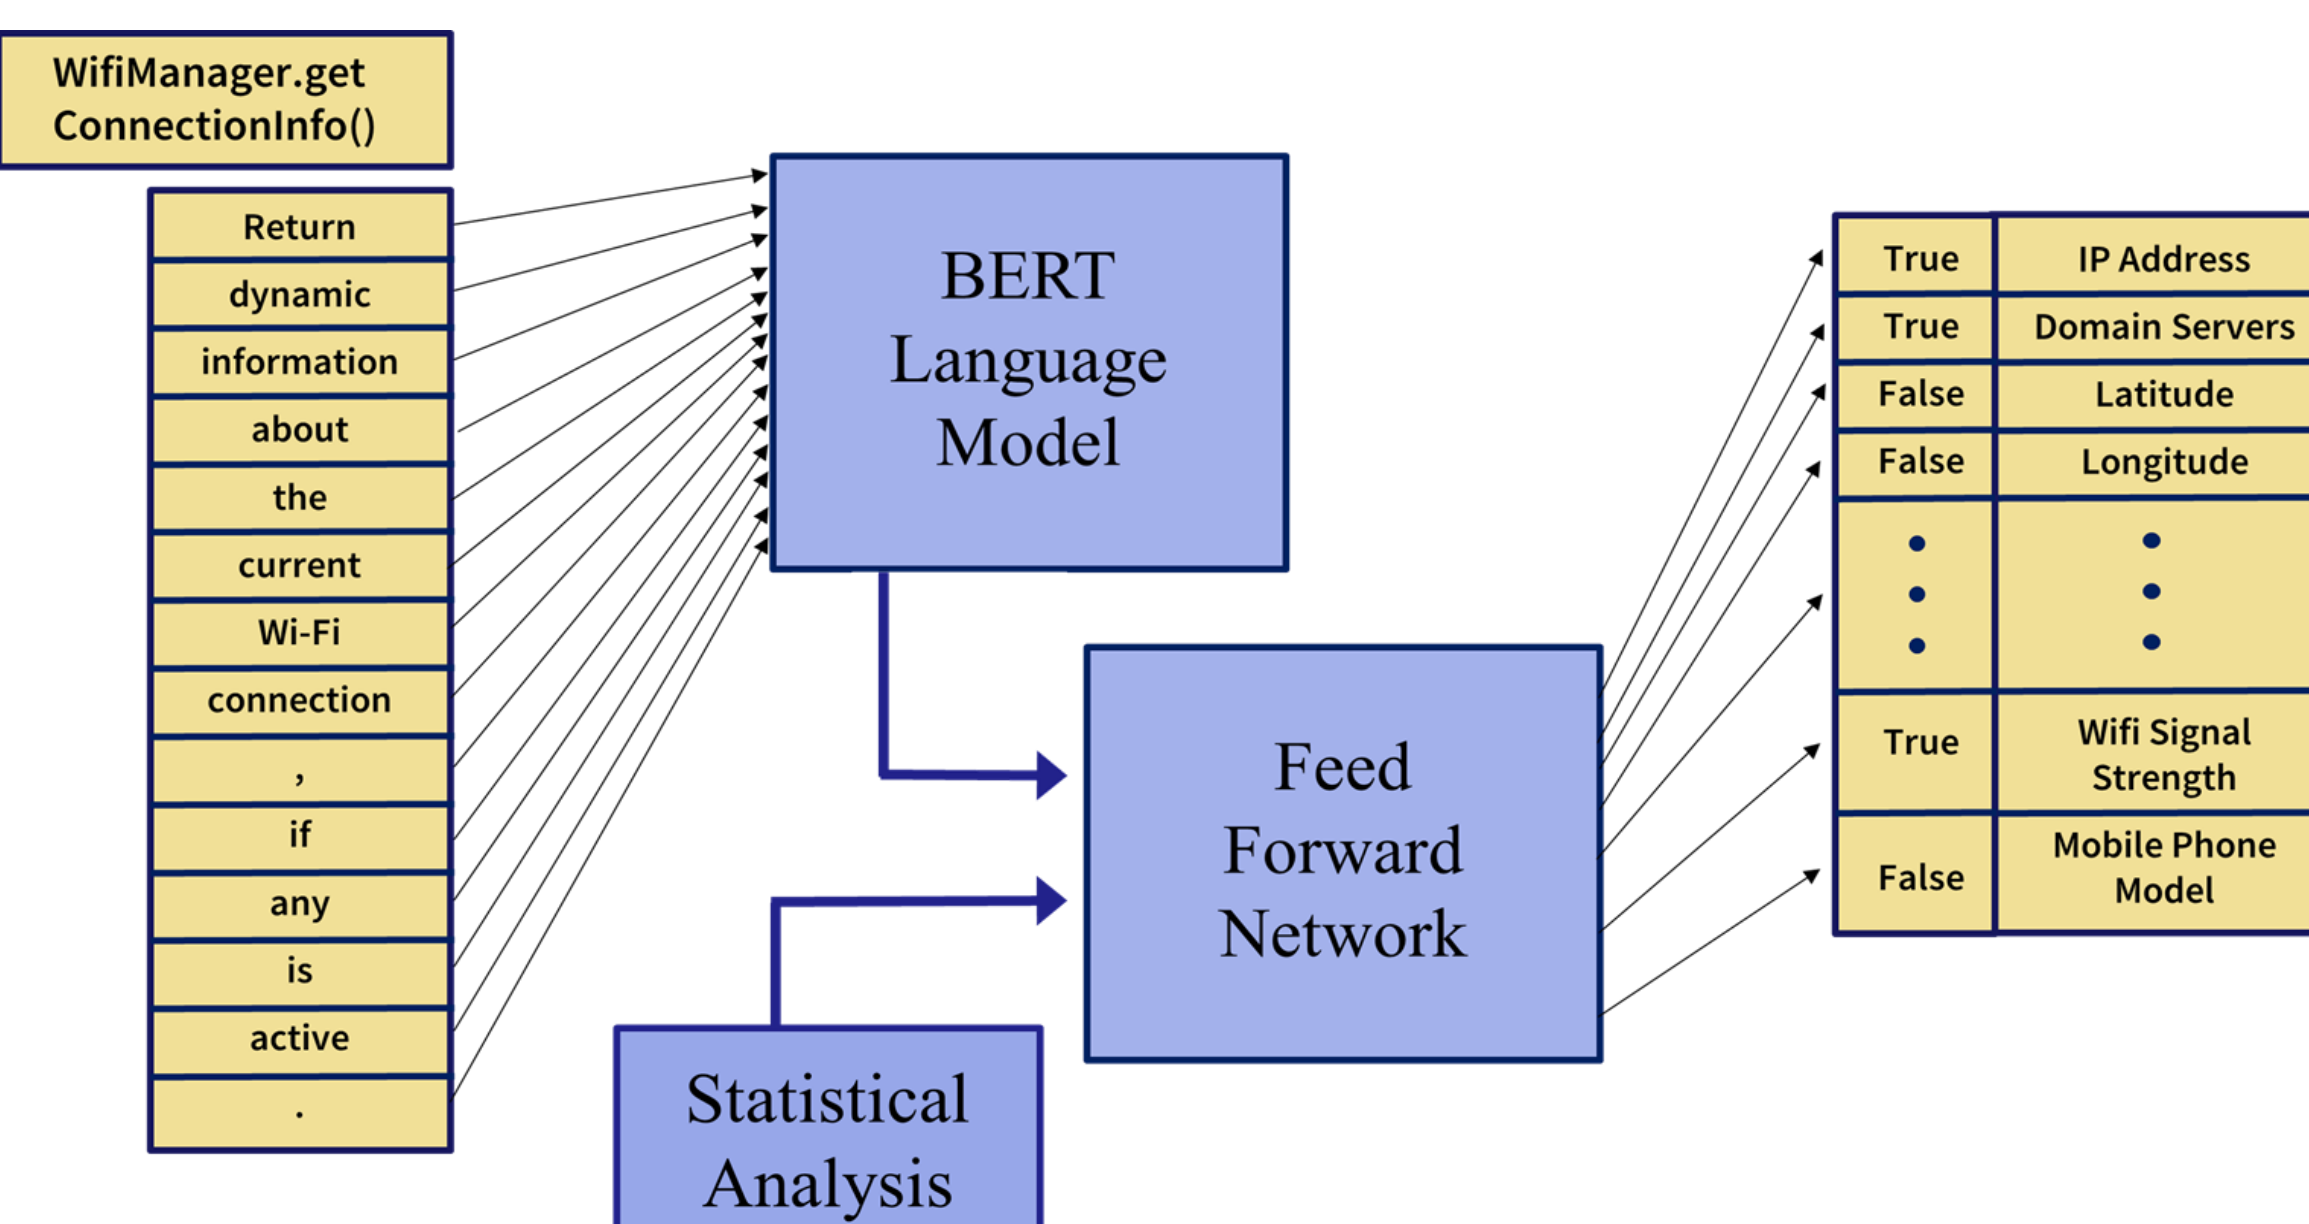 WifiManager.get
ConnectionInfo()
Return
dynamic
information
about
the
current
Wi-Fi
connection
,
if
any
is
active
.
BERT
Language
Model
Feed
Forward
Network
Statistical
Analysis
True IP Address
True Domain Servers
False Latitude
False Longitude
True Wifi Signal
Strength
False Mobile Phone
Model